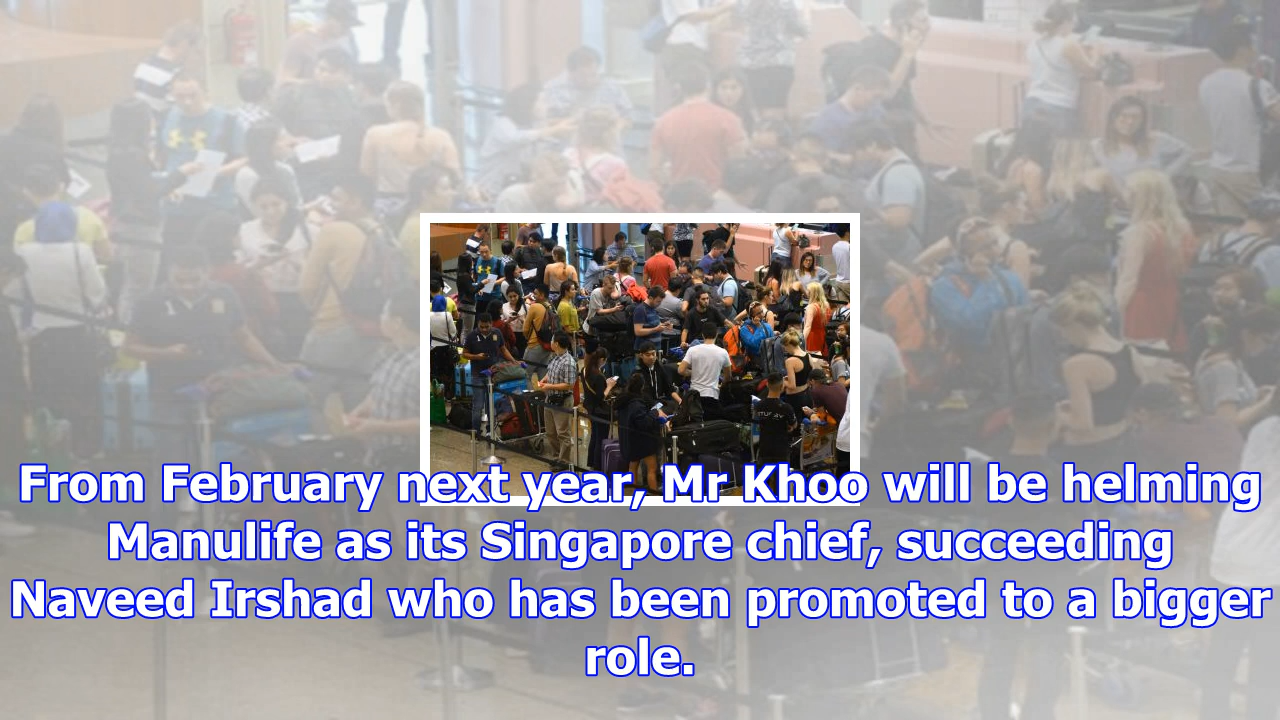 From February next year, Mr Khoo will be helming
Manulife as its Singapore chief, succeeding
Naveed Irshad who has been promoted to a bigger
role.